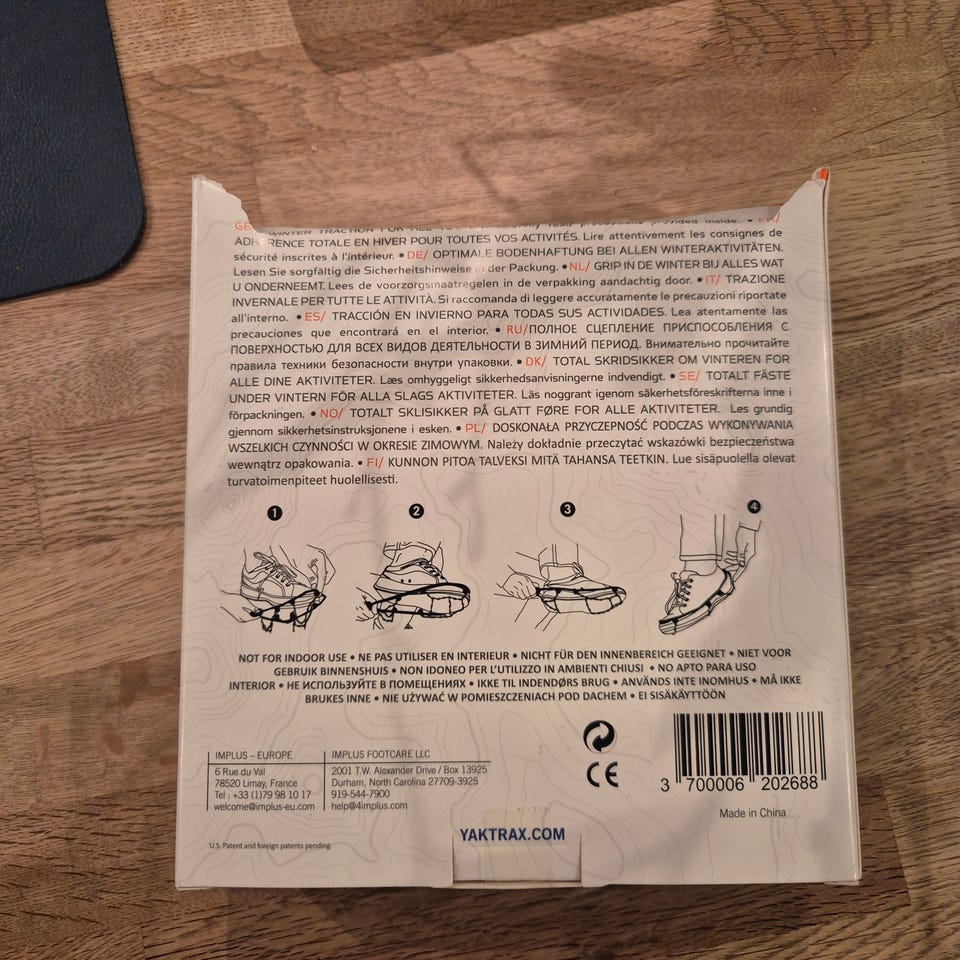 GB/ WINTER TRACTION FOR ALL read precautions provided inside. • FR/
ADHERENCE TOTALE EN HIVER POUR TOUTES VOS ACTIVITÉS. Lire attentivement les consignes de
sécurité inscrites à l'intérieur. • DE/ OPTIMALE BODENHAFTUNG BEI ALLEN WINTERAKTIVITÄTEN.
Lesen Sie sorgfältig die Sicherheitshinweise in der Packung. • NL/ GRIP IN DE WINTER BIJ ALLES WAT
U ONDERNEEMT. Lees de voorzorgsmaatregelen in de verpakking aandachtig door. • IT/ TRAZIONE
INVERNALE PER TUTTE LE ATTIVITÀ. Si raccomanda di leggere accuratamente le precauzioni riportate
all'interno. • ES/ TRACCIÓN EN INVIERNO PARA TODAS SUS ACTIVIDADES. Lea atentamente las
precauciones que encontrará en el interior. • RU/ПОЛНОЕ СЦЕПЛЕНИЕ ПРИСПОСОБЛЕНИЯ С
ПОВЕРХНОСТЬЮ ДЛЯ ВСЕХ ВИДОВ ДЕЯТЕЛЬНОСТИ В ЗИМНИЙ ПЕРИОД. Внимательно прочитайте
правила техники безопасности внутри упаковки. • DK/ TOTAL SKRIDSIKKER OM VINTEREN FOR
ALLE DINE AKTIVITETER. Læs omhyggeligt sikkerhedsanvisningerne indvendigt. • SE/ TOTALT FÄSTE
UNDER VINTERN FÖR ALLA SLAGS AKTIVITETER. Läs noggrant igenom säkerhetsföreskrifterna inne i
förpackningen. • NO/ TOTALT SKLISIKKER PÅ GLATT FØRE FOR ALLE AKTIVITETER. Les grundig
gjennom sikkerhetsinstruksjonene i esken. • PL/ DOSKONAŁA PRZYCZEPNOŚĆ PODCZAS WYKONYWANIA
WSZELKICH CZYNNOŚCI W OKRESIE ZIMOWYM. Należy dokładnie przeczytać wskazówki bezpieczeństwa
wewnątrz opakowania. • FI/ KUNNON PITOA TALVEKSI MITÄ TAHANSA TEETKIN. Lue sisäpuolella olevat
turvatoimenpiteet huolellisesti.
1 2 3 4
NOT FOR INDOOR USE • NE PAS UTILISER EN INTERIEUR • NICHT FÜR DEN INNENBEREICH GEEIGNET • NIET VOOR
GEBRUIK BINNENSHUIS • NON IDONEO PER L'UTILIZZO IN AMBIENTI CHIUSI • NO APTO PARA USO
INTERIOR • НЕ ИСПОЛЬЗУЙТЕ В ПОМЕЩЕНИЯХ • IKKE TIL INDENDØRS BRUG • ANVÄNDS INTE INOMHUS • MÅ IKKE
BRUKES INNE • NIE UŻYWAĆ W POMIESZCZENIACH POD DACHEM • EI SISÄKÄYTTÖÖN
IMPLUS – EUROPE
6 Rue du Val
78520 Limay, France
Tel : +33 (1)79 98 10 17
welcome@implus-eu.com
IMPLUS FOOTCARE LLC
2001 T.W. Alexander Drive / Box 13925
Durham, North Carolina 27709-3925
919-544-7900
help@4implus.com
CE
3 700006 202688
Made in China
YAKTRAX.COM
U.S. Patent and foreign patents pending.